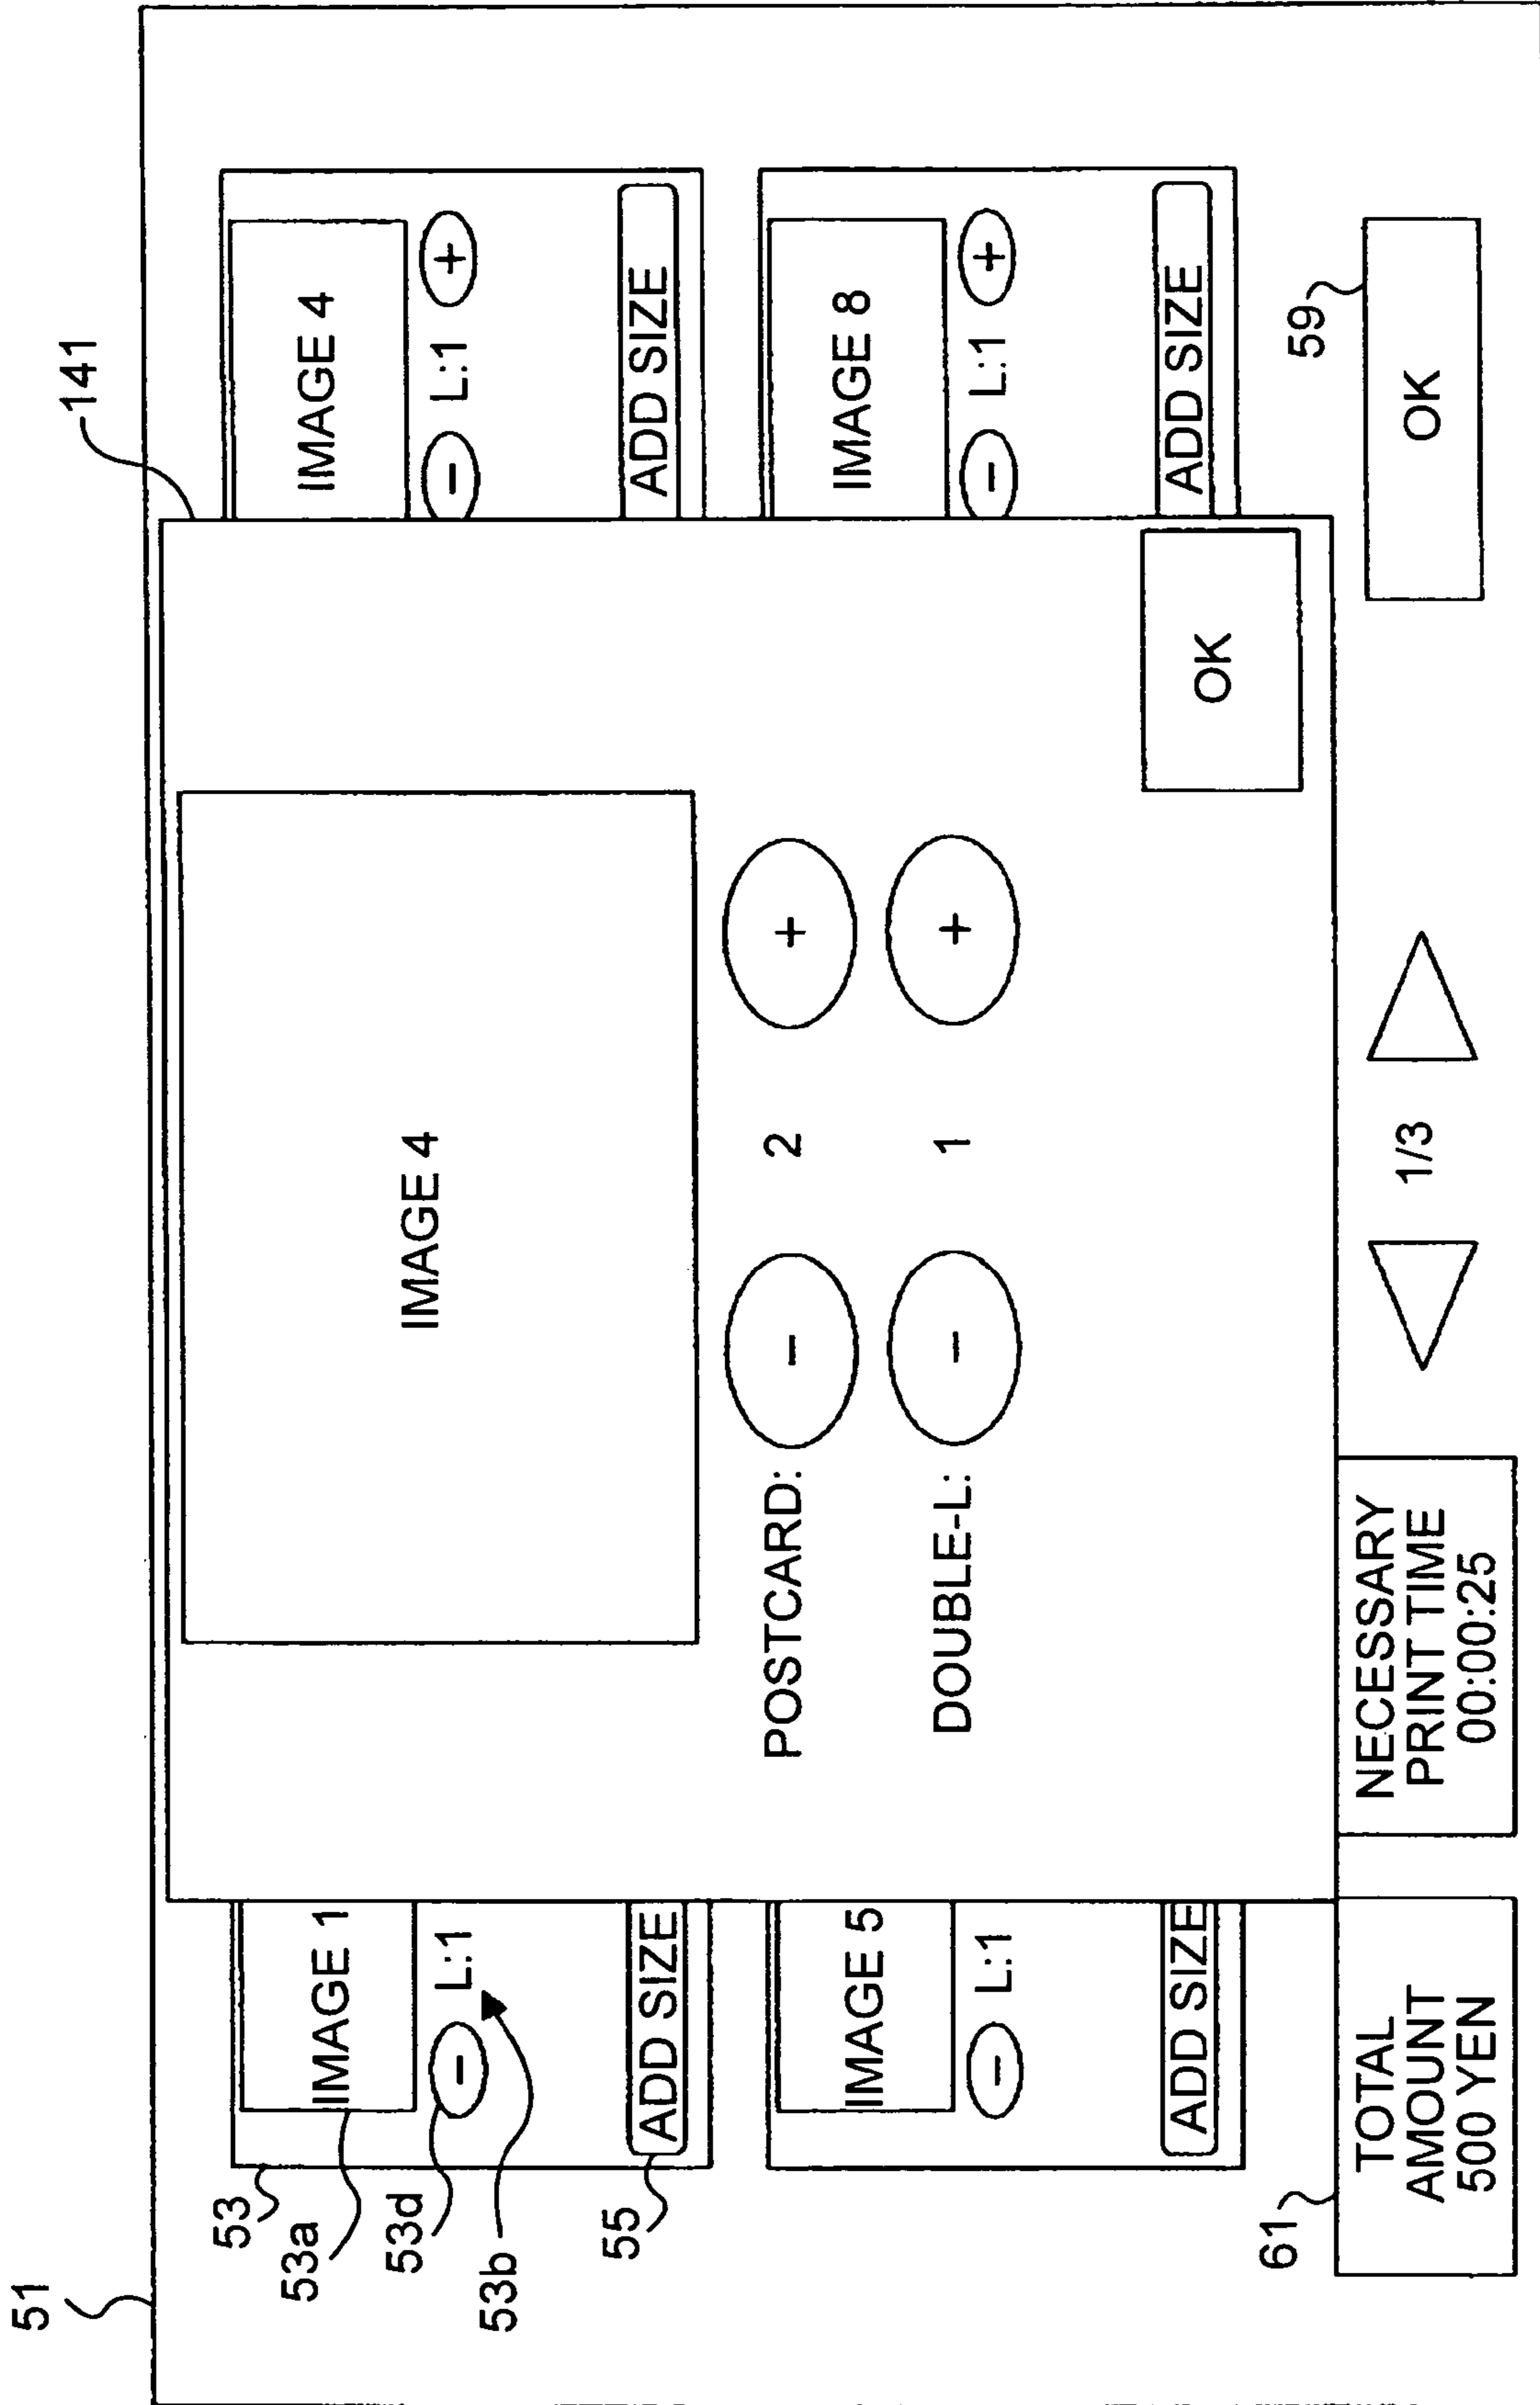 51
141
53
53a
53d
53b
55
IMAGE 1
- L:1
ADD SIZE
IMAGE 4
POSTCARD: - 2 +
DOUBLE-L: - 1 +
OK
IMAGE 4
- L:1 +
ADD SIZE
IMAGE 5
- L:1
ADD SIZE
IMAGE 8
- L:1 +
ADD SIZE
61
TOTAL
AMOUNT
500 YEN
NECESSARY
PRINT TIME
00:00:25
1/3
59
OK